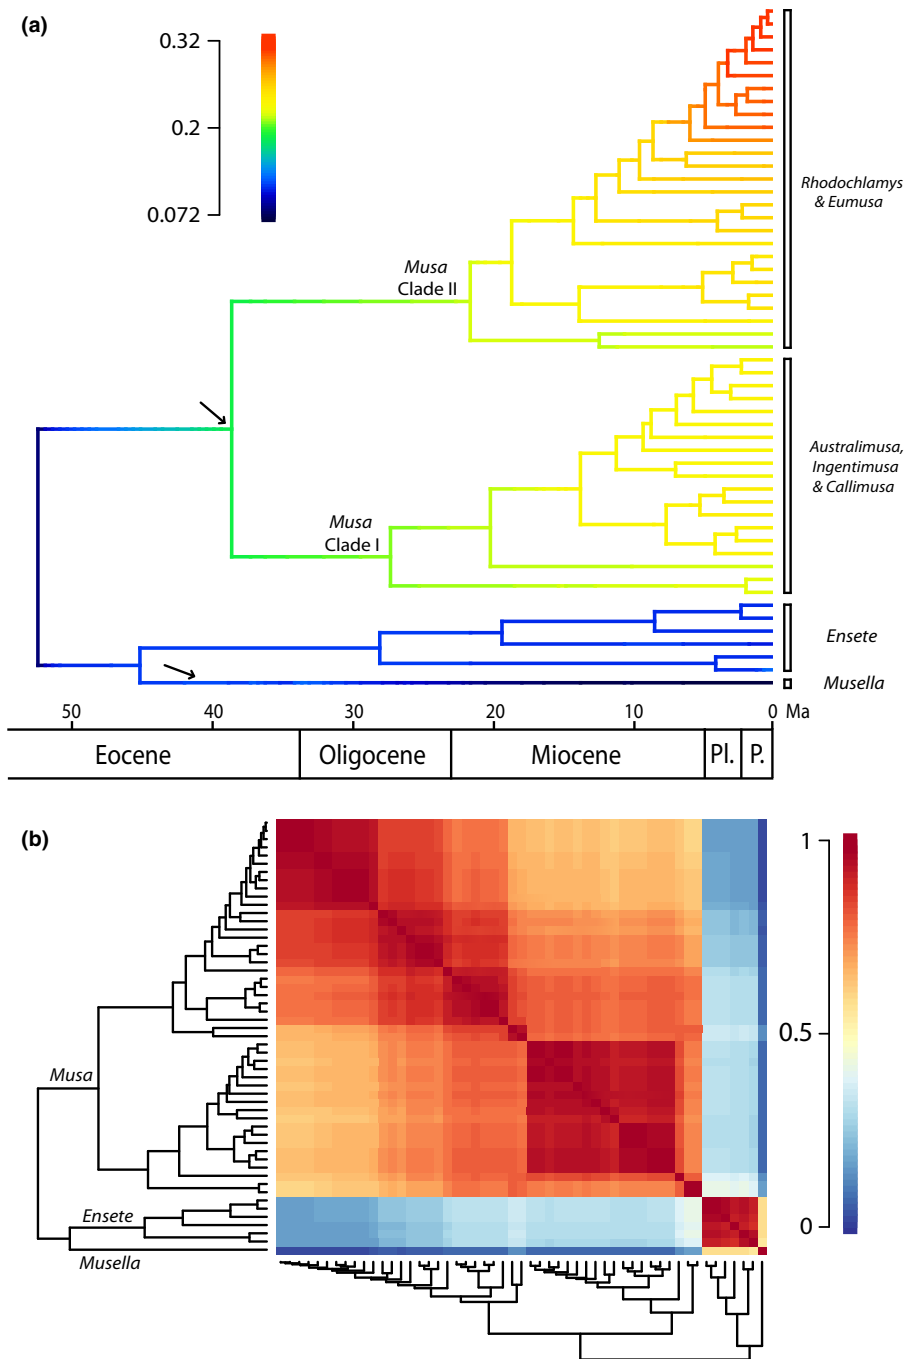 (a)
0.32
0.2
0.072
Rhodochlamys
& Eumusa
Musa
Clade II
Australimusa,
Ingentimusa
& Callimusa
Musa
Clade I
Ensete
Musella
50 40 30 20 10 0 Ma
Eocene Oligocene Miocene Pl. P.
(b)
1
0.5
0
Musa
Ensete
Musella